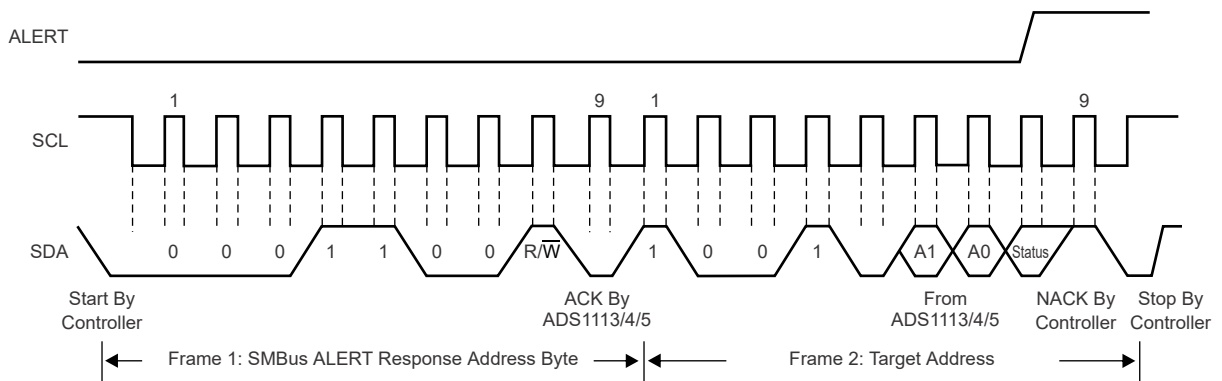 ALERT
1 9 1 9
SCL
SDA
0 0 0 1 1 0 0 R/W̅ 1 0 0 1 A1 A0 Status
Start By
Controller
ACK By
ADS1113/4/5
From
ADS1113/4/5
NACK By
Controller
Stop By
Controller
Frame 1: SMBus ALERT Response Address Byte
Frame 2: Target Address